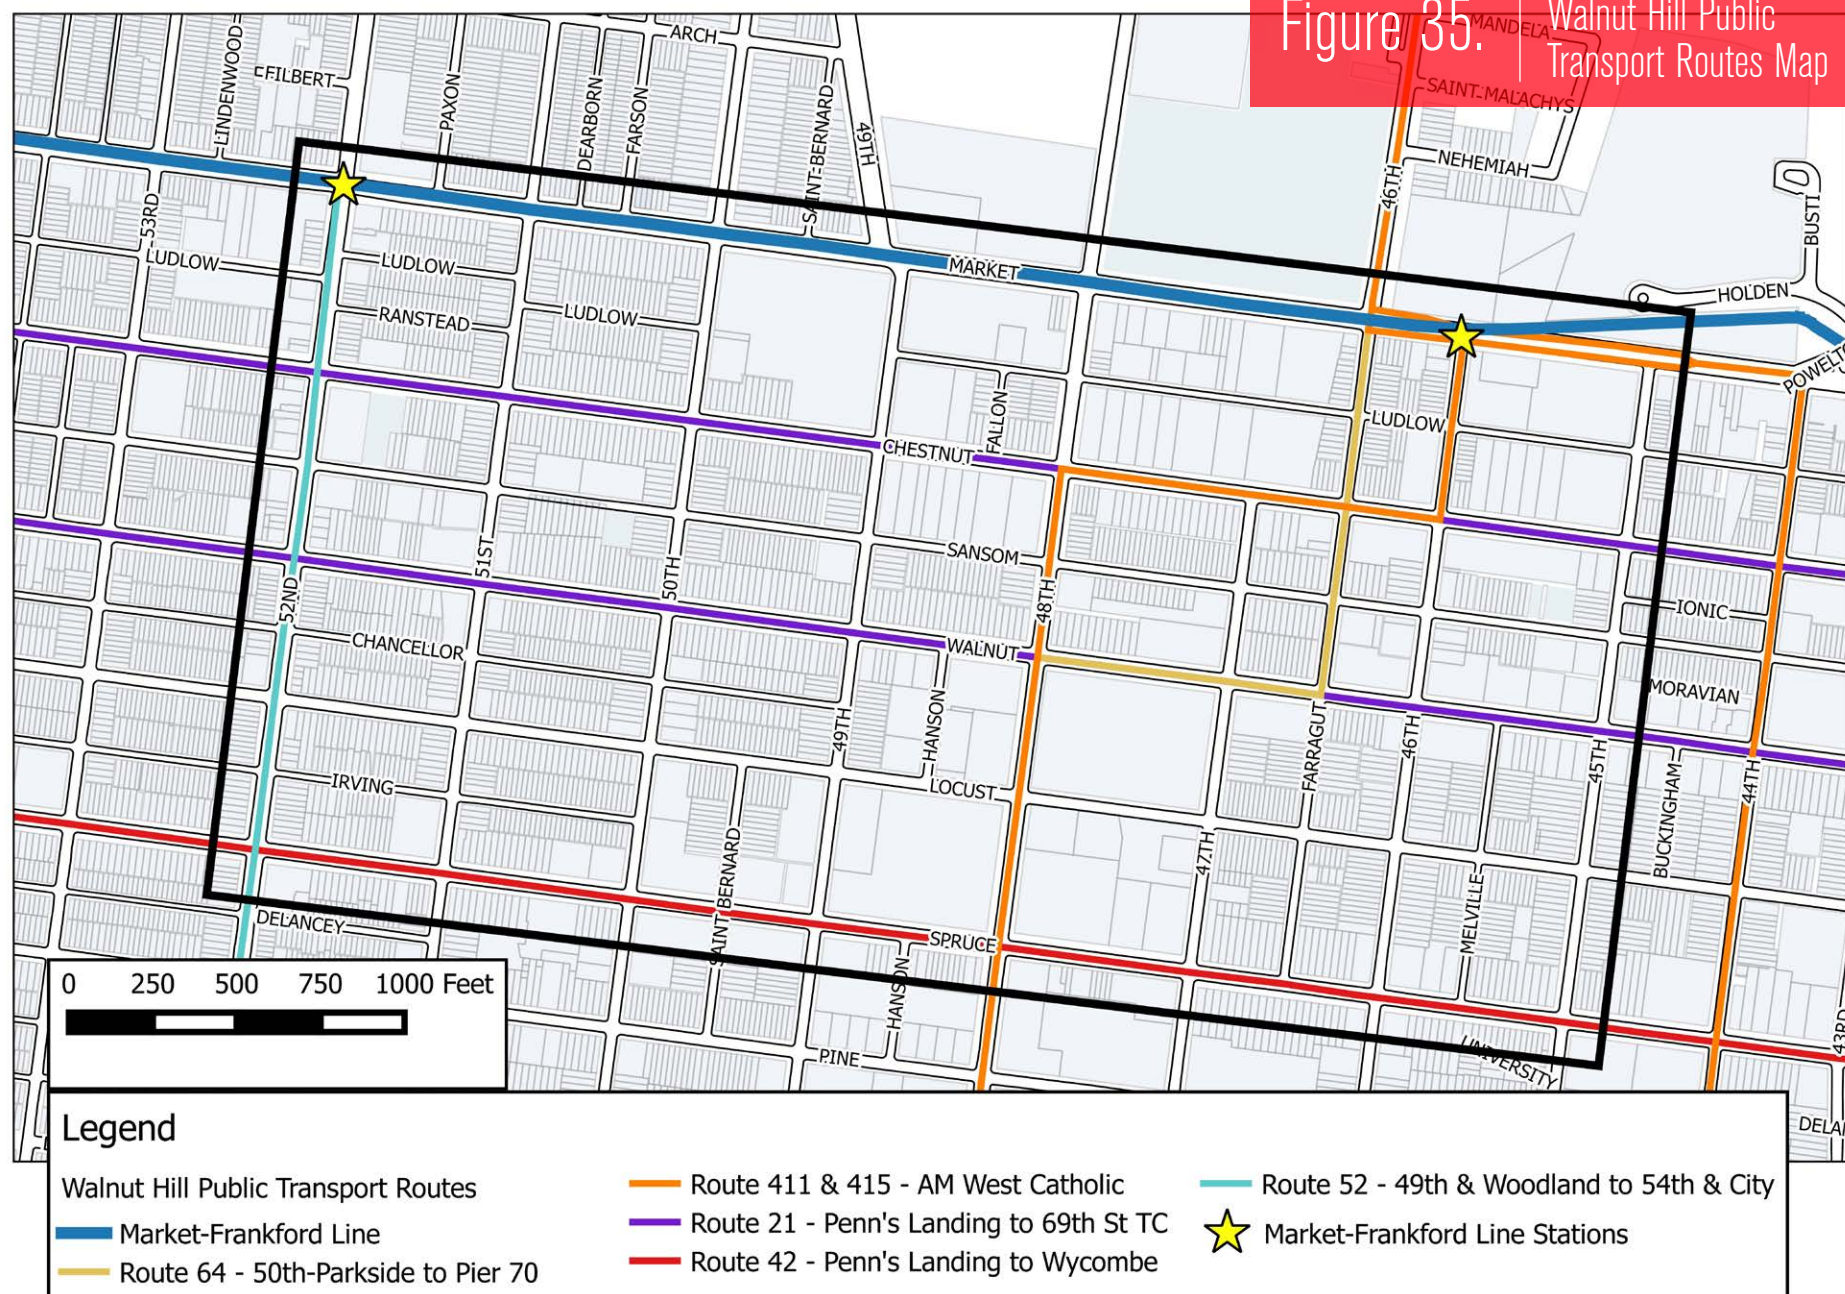 Figure 35.
Walnut Hill Public
Transport Routes Map
ARCH
MANDELA
LINDENWOOD
FILBERT
PAXON
DEARBORN
FARSON
SAINT-BERNARD
49TH
SAINT-MALACHYS
NEHEMIAH
46TH
BUSTI
53RD
LUDLOW
LUDLOW
MARKET
HOLDEN
RANSTEAD
LUDLOW
POWELTO
FALLON
LUDLOW
CHESTNUT
51ST
50TH
SANSOM
52ND
48TH
IONIC
CHANCELLOR
WALNUT
MORAVIAN
49TH
HANSON
FARRAGUT
46TH
45TH
BUCKINGHAM
44TH
IRVING
LOCUST
SAINT BERNARD
47TH
MELVILLE
DELANCEY
SPRUCE
HANSON
PINE
UNIVERSITY
43RD
DELA
0 250 500 750 1000 Feet
Legend
Walnut Hill Public Transport Routes
Market-Frankford Line
Route 64 - 50th-Parkside to Pier 70
Route 411 & 415 - AM West Catholic
Route 21 - Penn's Landing to 69th St TC
Route 42 - Penn's Landing to Wycombe
Route 52 - 49th & Woodland to 54th & City
Market-Frankford Line Stations